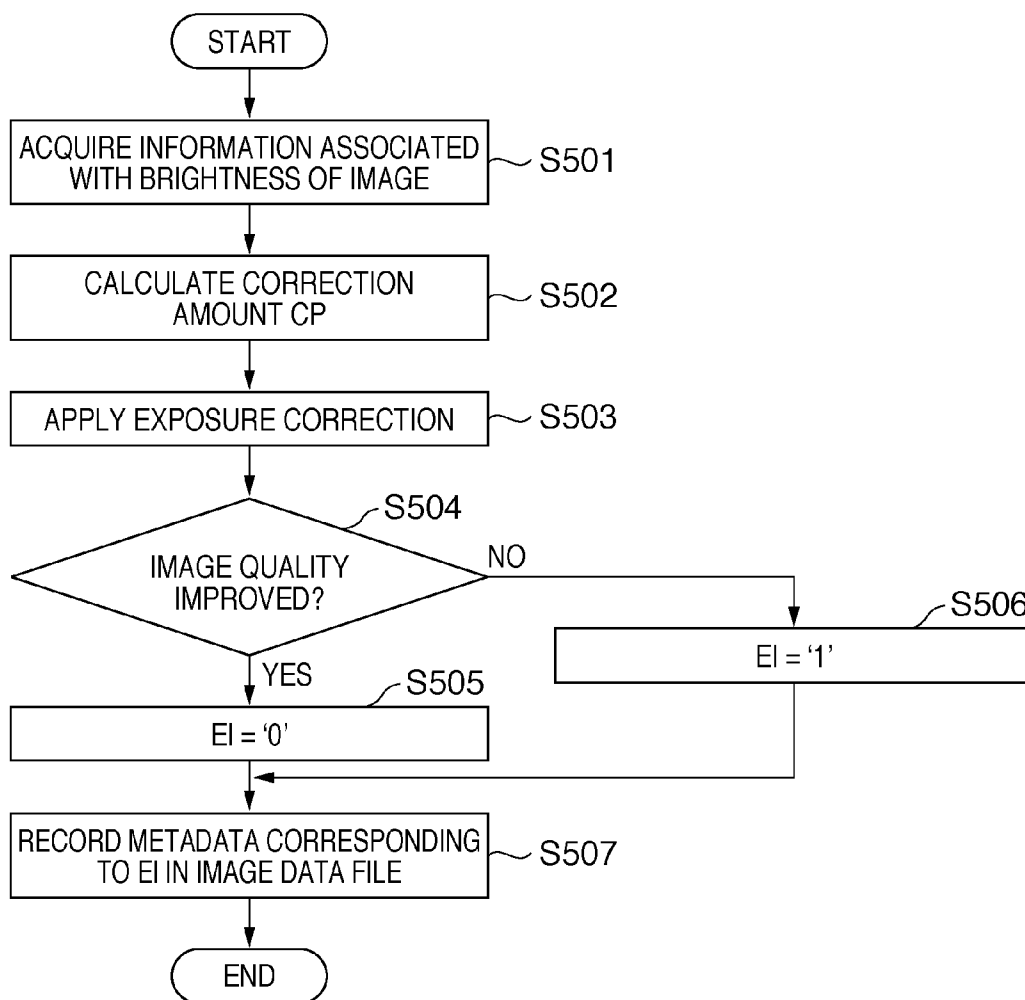 START
ACQUIRE INFORMATION ASSOCIATED
WITH BRIGHTNESS OF IMAGE
S501
CALCULATE CORRECTION
AMOUNT CP
S502
APPLY EXPOSURE CORRECTION
S503
S504
IMAGE QUALITY
IMPROVED?
NO
S506
EI = ‘1’
YES
S505
EI = ‘0’
RECORD METADATA CORRESPONDING
TO EI IN IMAGE DATA FILE
S507
END